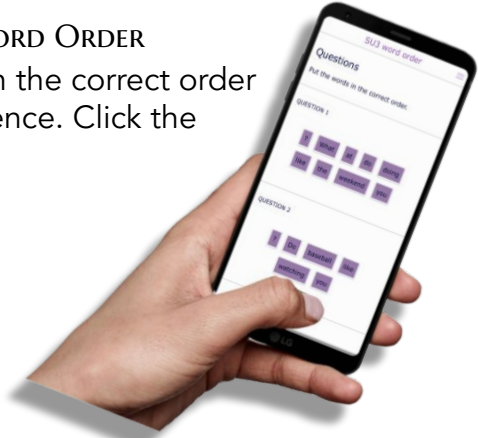 ORD ORDER
n the correct order
ence. Click the
SU3 word order
Questions
Put the words in the correct order.
QUESTION 1
? What at do doing
like the weekend you
QUESTION 2
? Do baseball like
watching you
LG